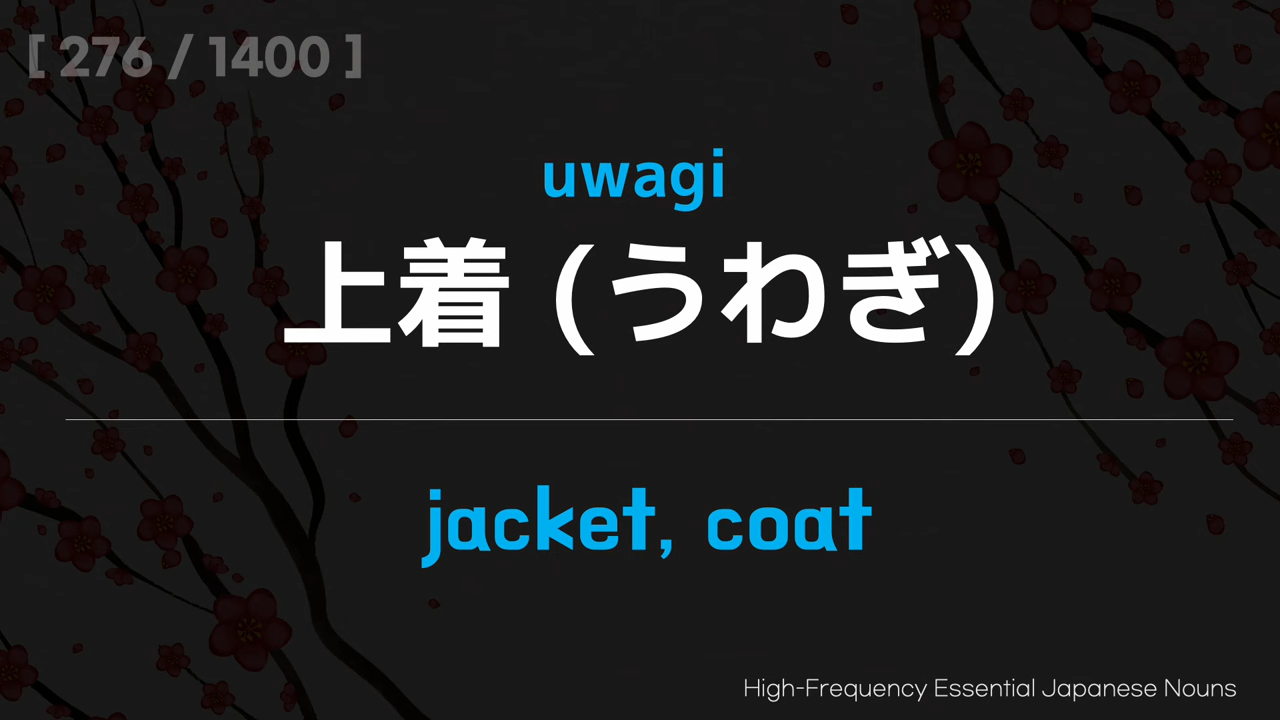 [ 276 / 1400 ]
uwagi
上着 (うわぎ)
jacket, coat
High-Frequency Essential Japanese Nouns